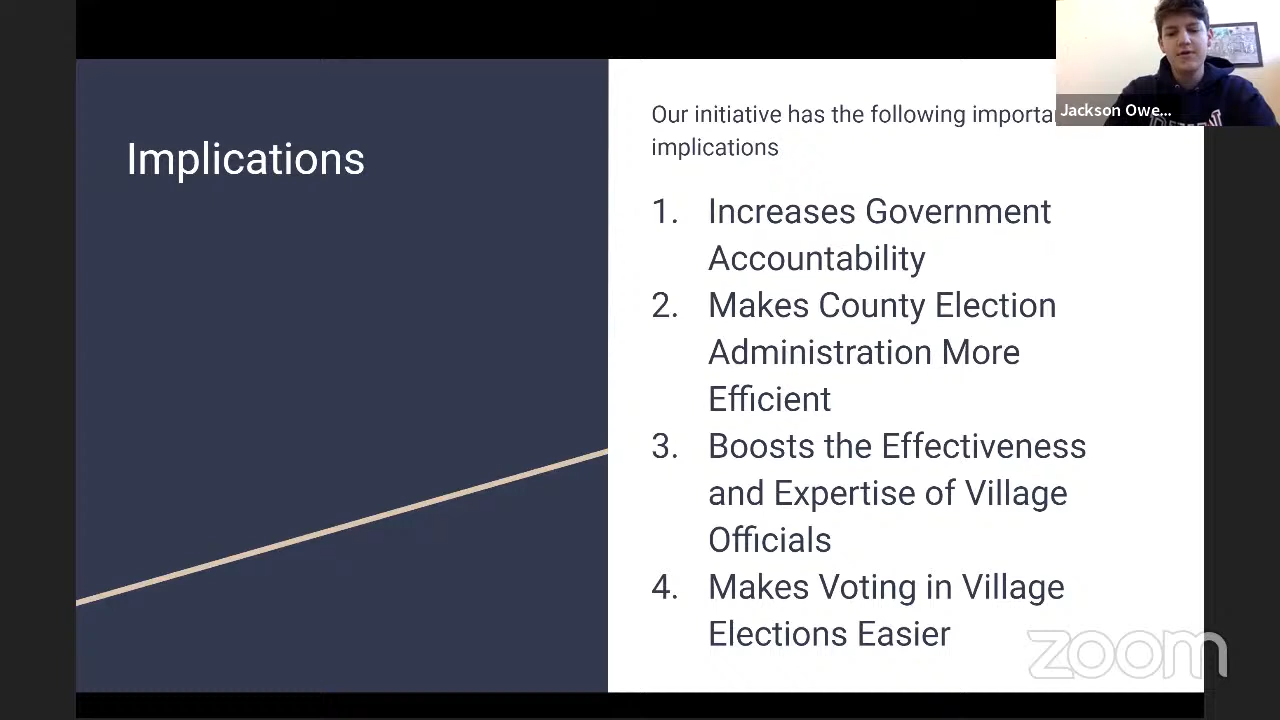 Implications
Our initiative has the following
implications
1. Increases Government
Accountability
2. Makes County Election
Administration More
Efficient
3. Boosts the Effectiveness
and Expertise of Village
Officials
4. Makes Voting in Village
Elections Easier
Jackson Owe...
zoom